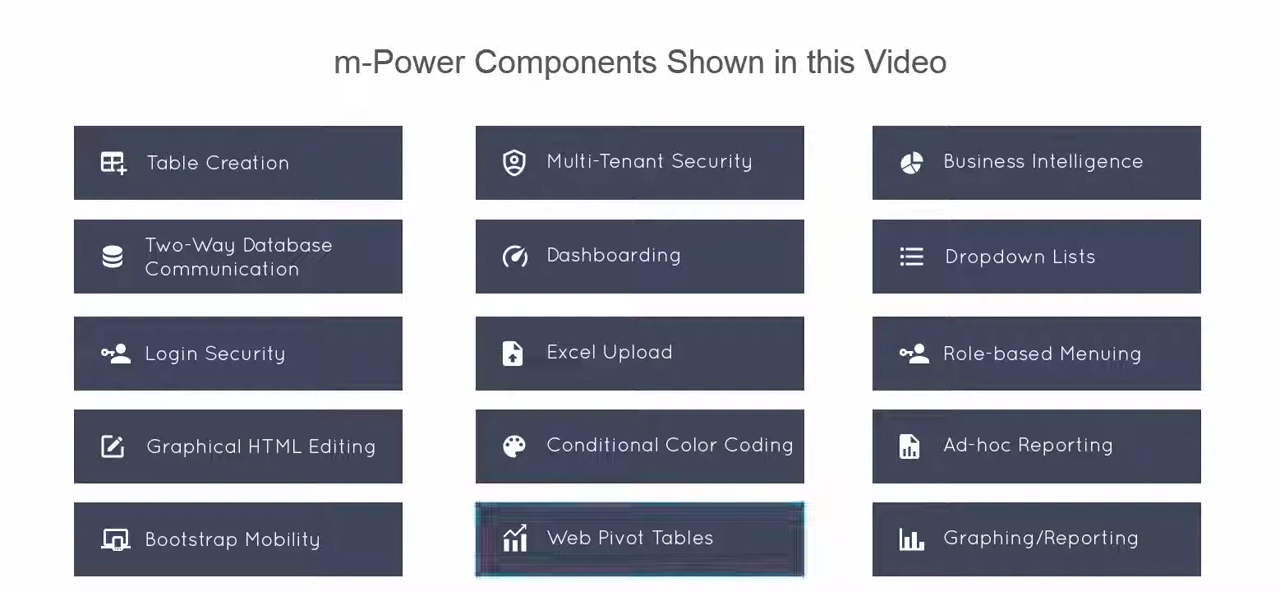 m-Power Components Shown in this Video
Table Creation
Multi-Tenant Security
Business Intelligence
Two-Way Database
Communication
Dashboarding
Dropdown Lists
Login Security
Excel Upload
Role-based Menuing
Graphical HTML Editing
Conditional Color Coding
Ad-hoc Reporting
Bootstrap Mobility
Web Pivot Tables
Graphing/Reporting